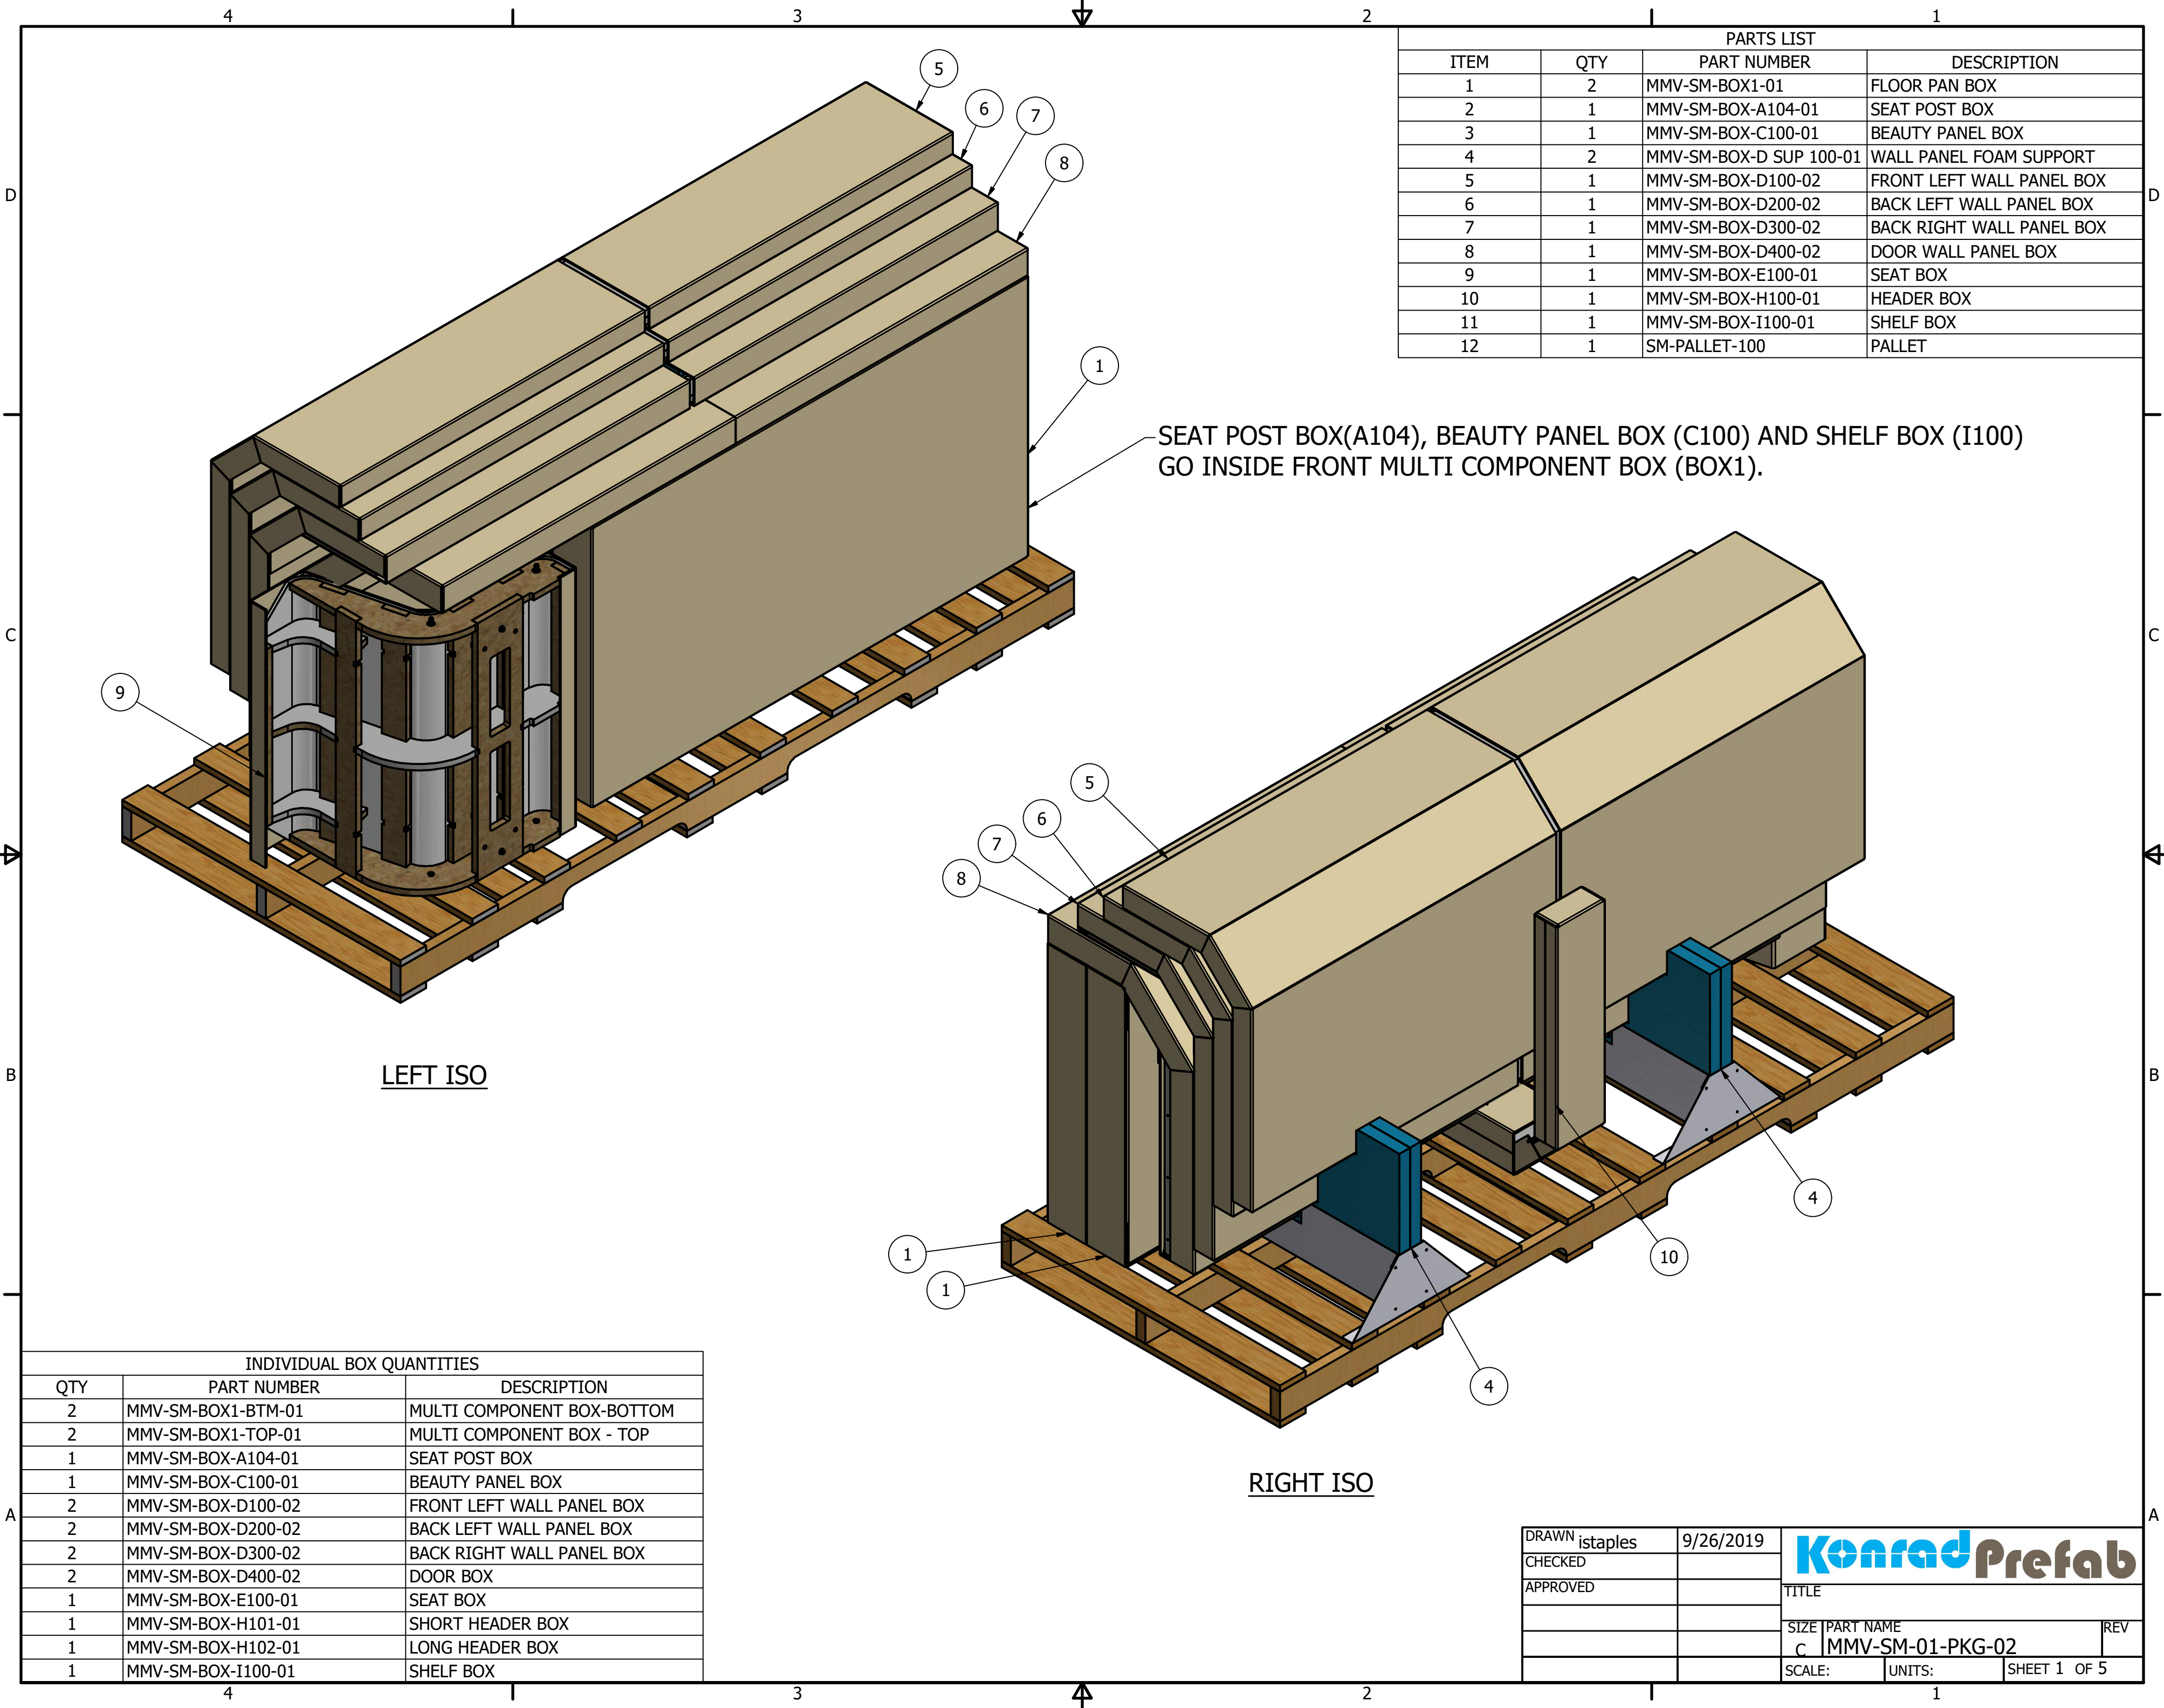 4 3 2 1
PARTS LIST
ITEM QTY PART NUMBER DESCRIPTION
1 2 MMV-SM-BOX1-01 FLOOR PAN BOX
2 1 MMV-SM-BOX-A104-01 SEAT POST BOX
3 1 MMV-SM-BOX-C100-01 BEAUTY PANEL BOX
4 2 MMV-SM-BOX-D SUP 100-01 WALL PANEL FOAM SUPPORT
5 1 MMV-SM-BOX-D100-02 FRONT LEFT WALL PANEL BOX
6 1 MMV-SM-BOX-D200-02 BACK LEFT WALL PANEL BOX
7 1 MMV-SM-BOX-D300-02 BACK RIGHT WALL PANEL BOX
8 1 MMV-SM-BOX-D400-02 DOOR WALL PANEL BOX
9 1 MMV-SM-BOX-E100-01 SEAT BOX
10 1 MMV-SM-BOX-H100-01 HEADER BOX
11 1 MMV-SM-BOX-I100-01 SHELF BOX
12 1 SM-PALLET-100 PALLET
5
6
7
8
D D
1
SEAT POST BOX(A104), BEAUTY PANEL BOX (C100) AND SHELF BOX (I100)
GO INSIDE FRONT MULTI COMPONENT BOX (BOX1).
C C
9
LEFT ISO
5
6
7
8
B B
1
1
4
10
4
RIGHT ISO
INDIVIDUAL BOX QUANTITIES
QTY PART NUMBER DESCRIPTION
2 MMV-SM-BOX1-BTM-01 MULTI COMPONENT BOX-BOTTOM
2 MMV-SM-BOX1-TOP-01 MULTI COMPONENT BOX - TOP
1 MMV-SM-BOX-A104-01 SEAT POST BOX
1 MMV-SM-BOX-C100-01 BEAUTY PANEL BOX
2 MMV-SM-BOX-D100-02 FRONT LEFT WALL PANEL BOX
2 MMV-SM-BOX-D200-02 BACK LEFT WALL PANEL BOX
2 MMV-SM-BOX-D300-02 BACK RIGHT WALL PANEL BOX
2 MMV-SM-BOX-D400-02 DOOR BOX
1 MMV-SM-BOX-E100-01 SEAT BOX
1 MMV-SM-BOX-H101-01 SHORT HEADER BOX
1 MMV-SM-BOX-H102-01 LONG HEADER BOX
1 MMV-SM-BOX-I100-01 SHELF BOX
A A
DRAWN istaples 9/26/2019
CHECKED
APPROVED
Konrad Prefab
TITLE
SIZE PART NAME REV
C MMV-SM-01-PKG-02
SCALE: UNITS: SHEET 1 OF 5
4 3 2 1